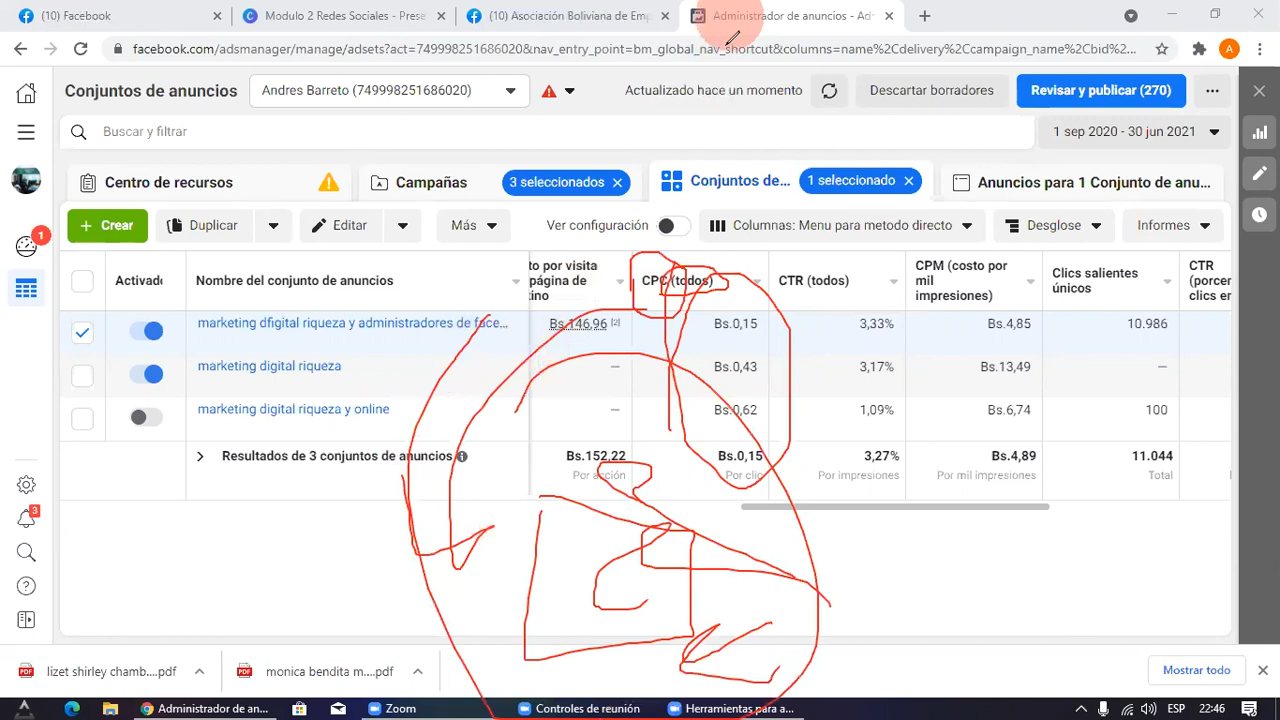 (10) Facebook
Modulo 2 Redes Sociales - Pres
(10) Asociación Boliviana de Emp
Administrador de anuncios - Ad
facebook.com/adsmanager/manage/adsets?act=749998251686020&nav_entry_point=bm_global_nav_shortcut&columns=name%2Cdelivery%2Ccampaign_name%2Cbid%2...
A
Conjuntos de anuncios
Andres Barreto (749998251686020)
Actualizado hace un momento
Descartar borradores
Revisar y publicar (270)
Buscar y filtrar
1 sep 2020 - 30 jun 2021
Centro de recursos
Campañas
3 seleccionados
Conjuntos de...
1 seleccionado
Anuncios para 1 Conjunto de anu...
Crear
Duplicar
Editar
Más
Ver configuración
Columnas: Menu para metodo directo
Desglose
Informes
1
Activado
Nombre del conjunto de anuncios
to por visita
página de
ino
CPC (todos)
CTR (todos)
CPM (costo por
mil
impresiones)
Clics salientes
únicos
CTR
(porcen
clics en
marketing dfigital riqueza y administradores de face...
Bs.146,96 [2]
Bs.0,15
3,33%
Bs.4,85
10.986
marketing digital riqueza
—
Bs.0,43
3,17%
Bs.13,49
—
marketing digital riqueza y online
—
Bs.0,62
1,09%
Bs.6,74
100
Resultados de 3 conjuntos de anuncios
Bs.152,22
Por acción
Bs.0,15
Por clic
3,27%
Por impresiones
Bs.4,89
Por mil impresiones
11.044
Total
3
lizet shirley chamb....pdf
monica bendita m....pdf
Mostrar todo
Administrador de an...
Zoom
Controles de reunión
Herramientas para a...
ESP
22:46